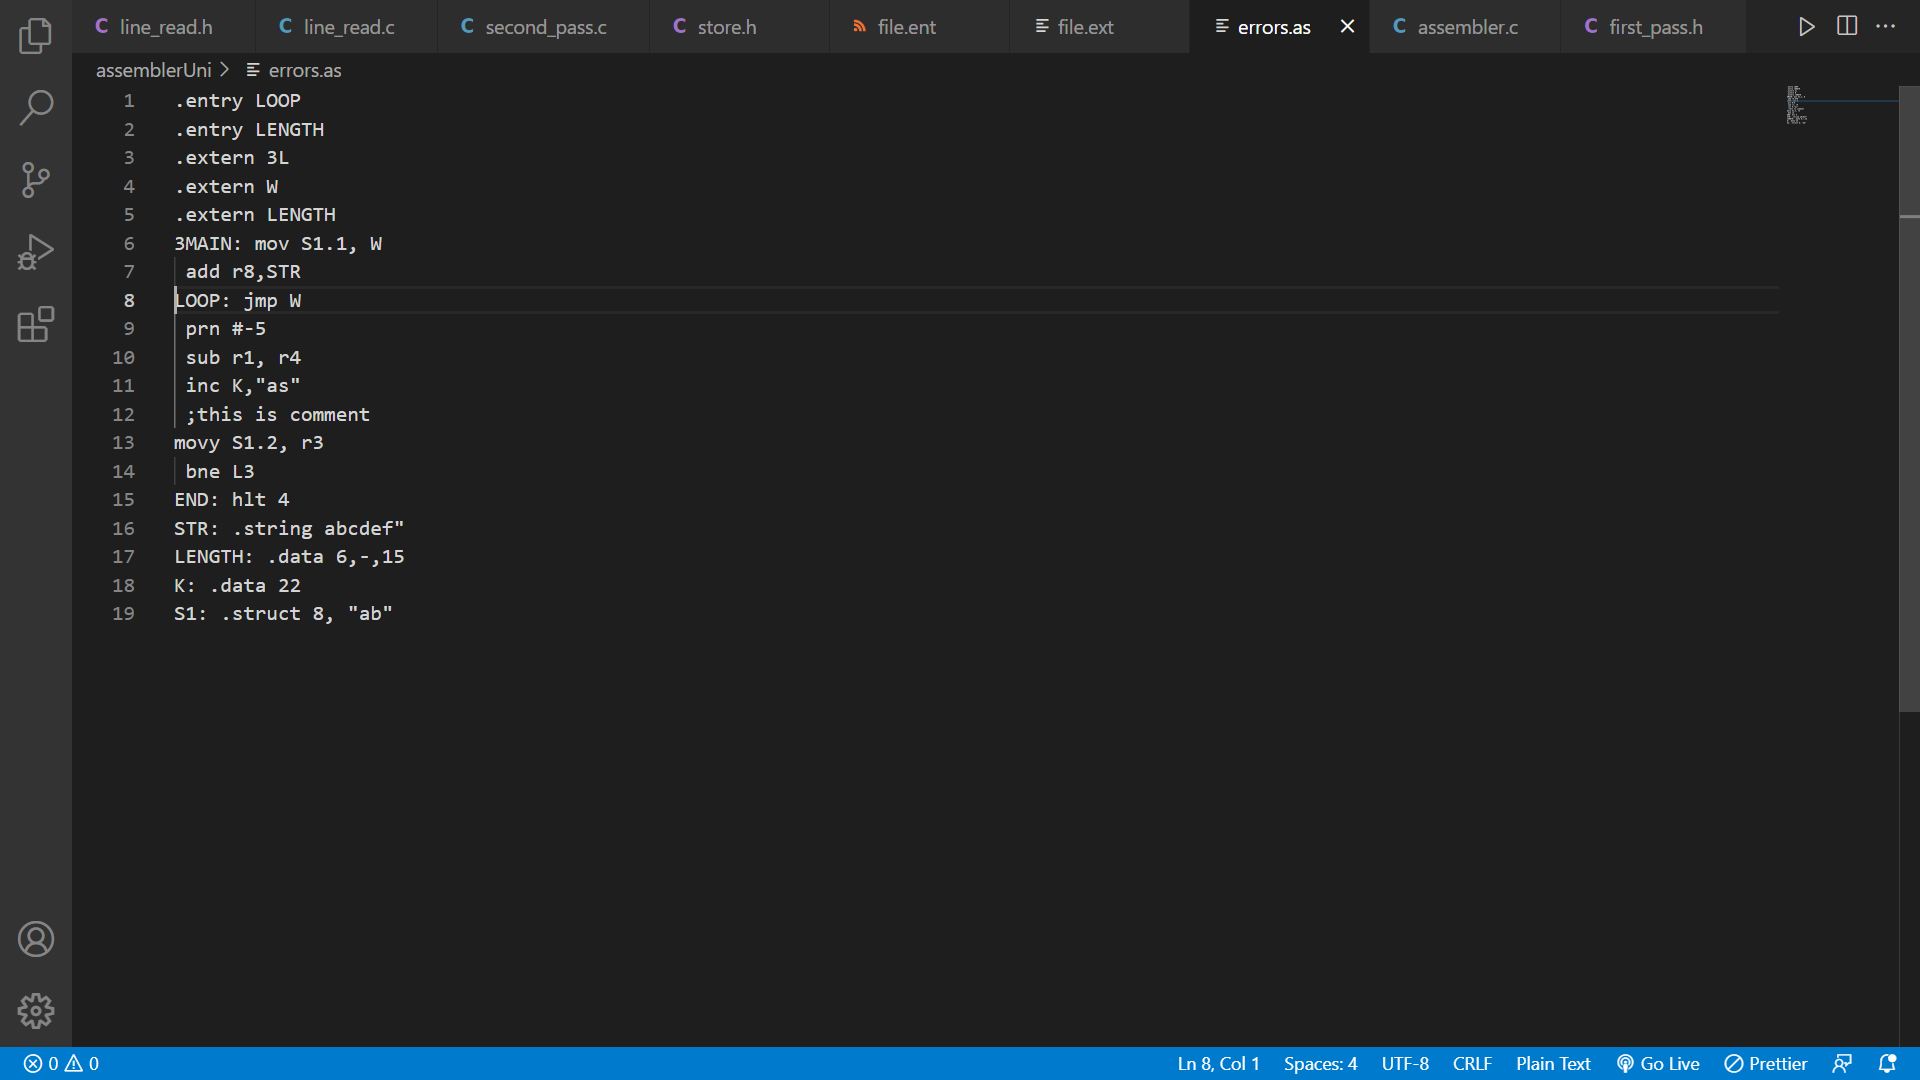 C line_read.h C line_read.c C second_pass.c C store.h file.ent file.ext errors.as C assembler.c C first_pass.h
assemblerUni > errors.as
1 .entry LOOP
2 .entry LENGTH
3 .extern 3L
4 .extern W
5 .extern LENGTH
6 3MAIN: mov S1.1, W
7 add r8,STR
8 LOOP: jmp W
9 prn #-5
10 sub r1, r4
11 inc K,"as"
12 ;this is comment
13 movy S1.2, r3
14 bne L3
15 END: hlt 4
16 STR: .string abcdef"
17 LENGTH: .data 6,-,15
18 K: .data 22
19 S1: .struct 8, "ab"
0 0 Ln 8, Col 1 Spaces: 4 UTF-8 CRLF Plain Text Go Live Prettier